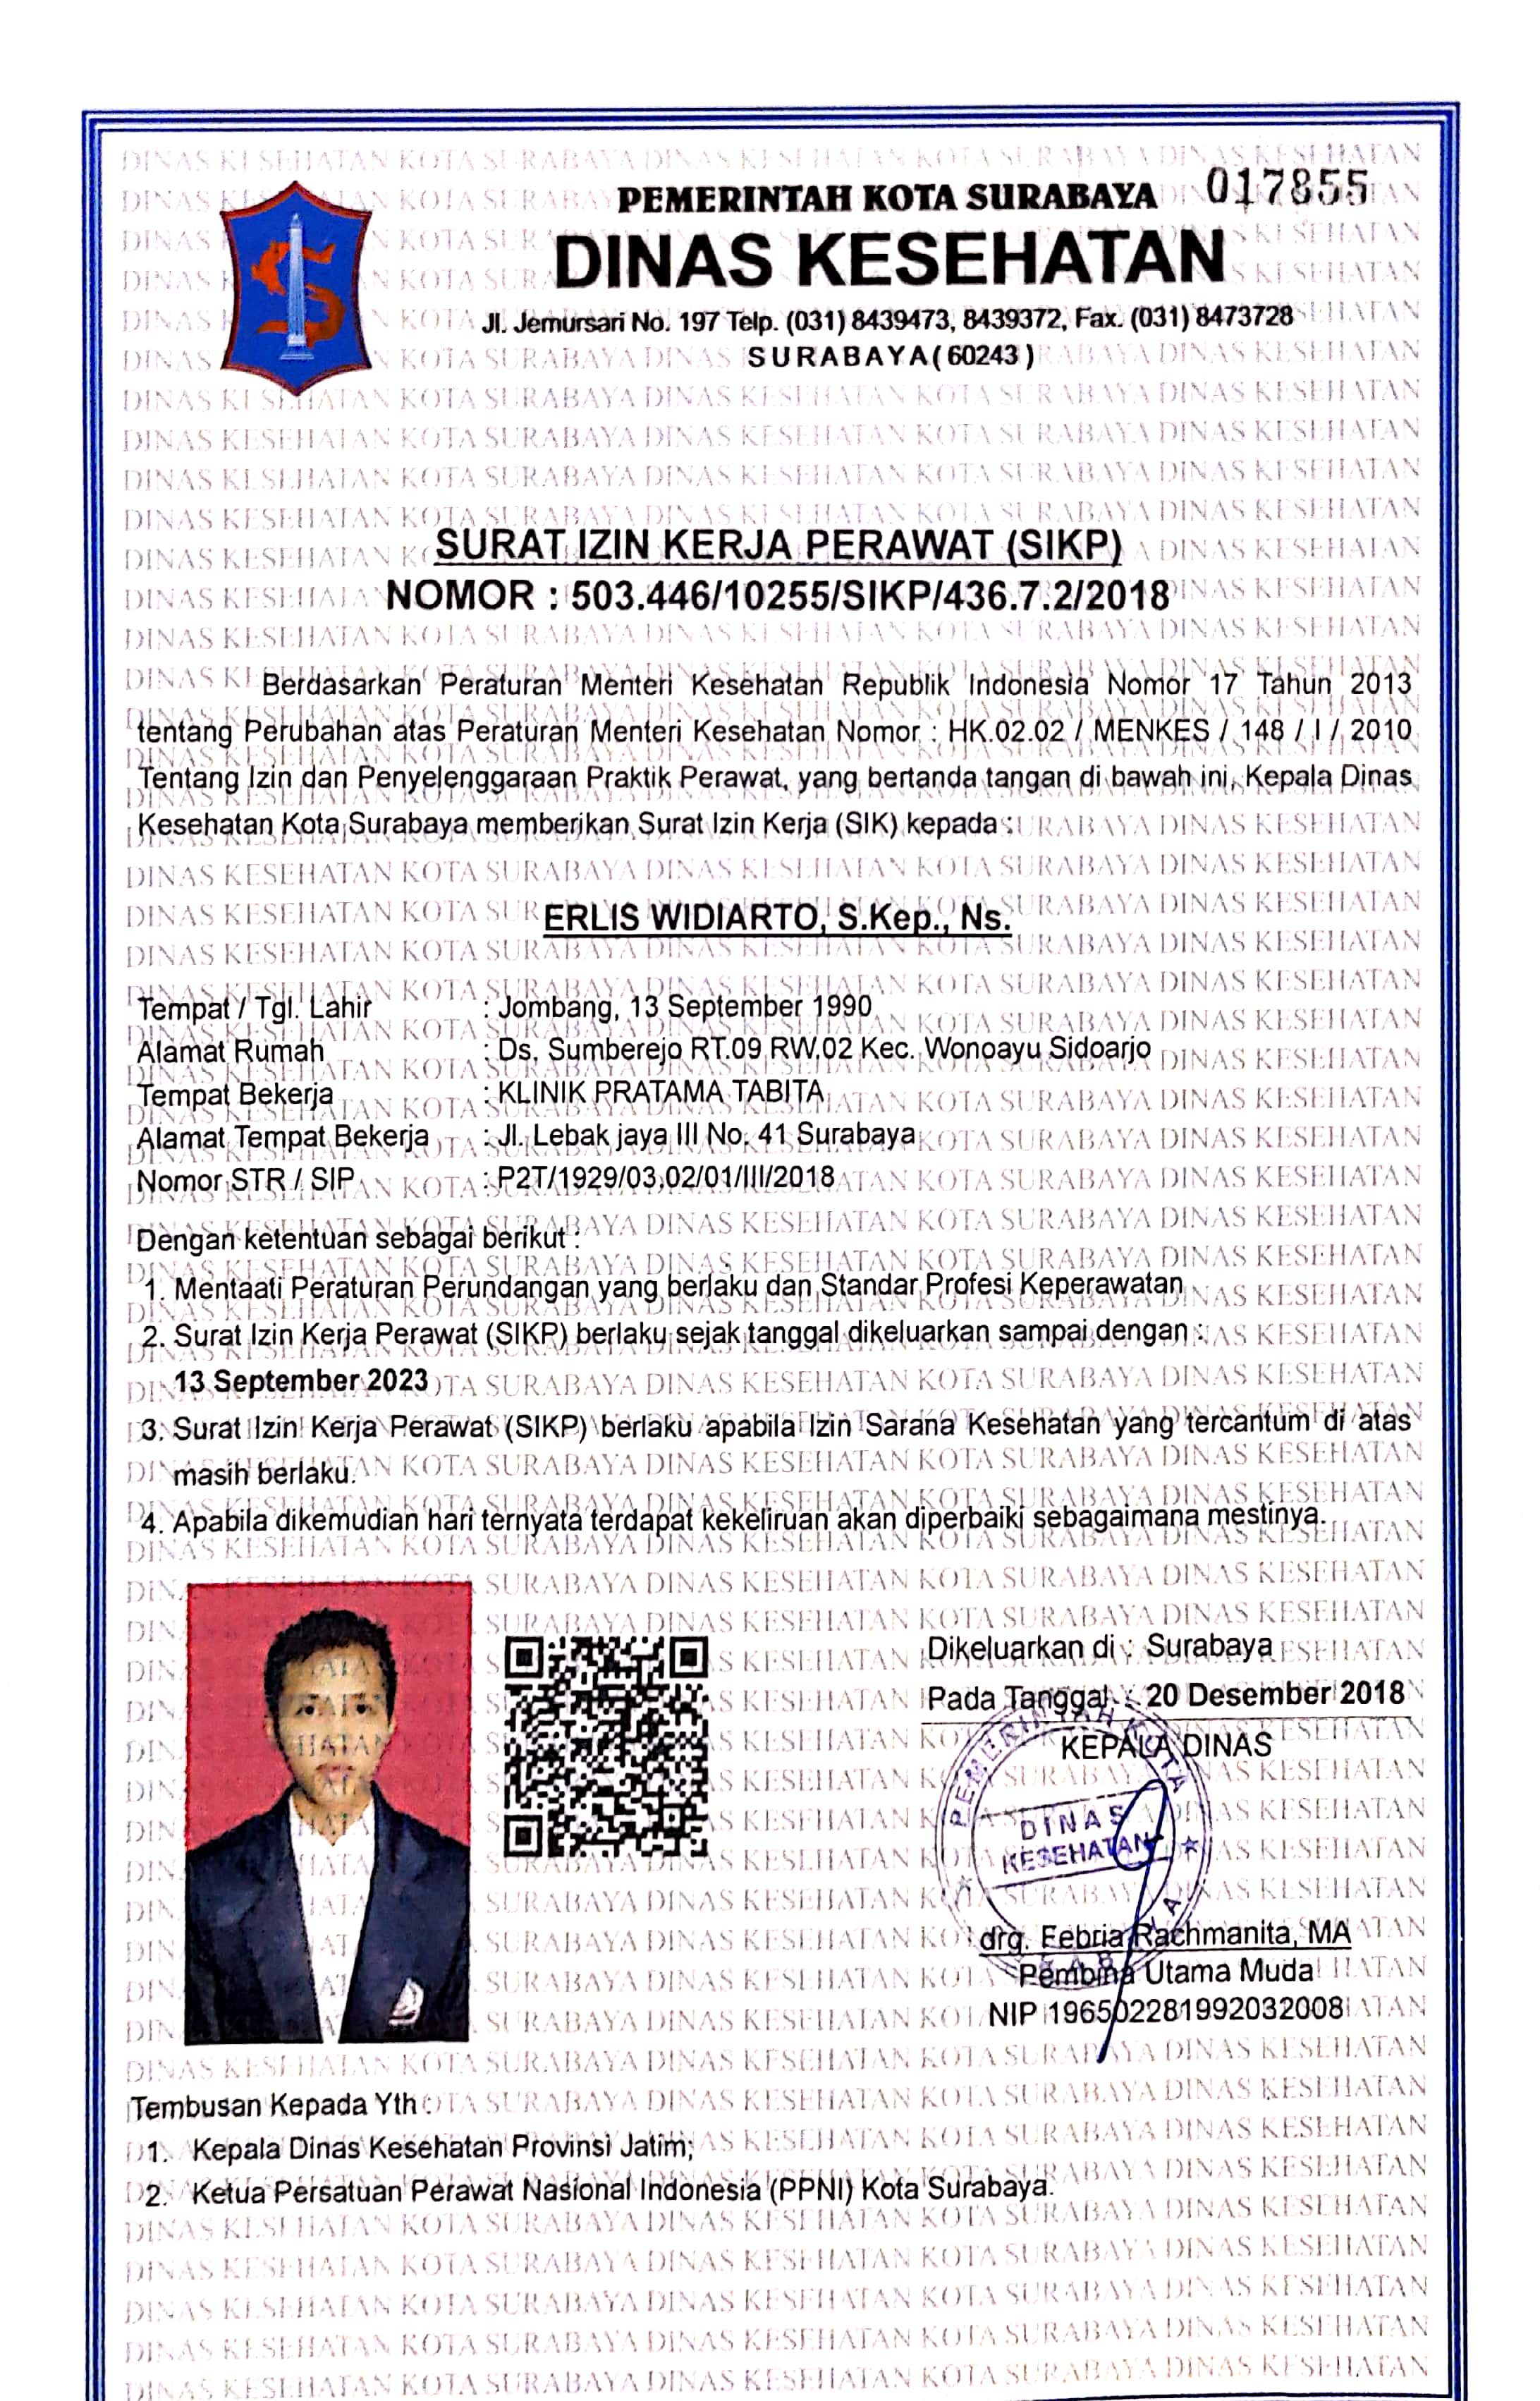 PEMERINTAH KOTA SURABAYA 017855
DINAS KESEHATAN
Jl. Jemursari No. 197 Telp. (031) 8439473, 8439372, Fax. (031) 8473728
SURABAYA ( 60243 )
SURAT IZIN KERJA PERAWAT (SIKP)
NOMOR : 503.446/10255/SIKP/436.7.2/2018
Berdasarkan Peraturan Menteri Kesehatan Republik Indonesia Nomor 17 Tahun 2013
tentang Perubahan atas Peraturan Menteri Kesehatan Nomor : HK.02.02 / MENKES / 148 / I / 2010
Tentang Izin dan Penyelenggaraan Praktik Perawat, yang bertanda tangan di bawah ini, Kepala Dinas
Kesehatan Kota Surabaya memberikan Surat Izin Kerja (SIK) kepada :
ERLIS WIDIARTO, S.Kep., Ns.
Tempat / Tgl. Lahir : Jombang, 13 September 1990
Alamat Rumah : Ds. Sumberejo RT.09 RW.02 Kec. Wonoayu Sidoarjo
Tempat Bekerja : KLINIK PRATAMA TABITA
Alamat Tempat Bekerja : Jl. Lebak jaya III No. 41 Surabaya
Nomor STR / SIP : P2T/1929/03.02/01/III/2018
Dengan ketentuan sebagai berikut :
1. Mentaati Peraturan Perundangan yang berlaku dan Standar Profesi Keperawatan
2. Surat Izin Kerja Perawat (SIKP) berlaku sejak tanggal dikeluarkan sampai dengan :
13 September 2023
3. Surat Izin Kerja Perawat (SIKP) berlaku apabila Izin Sarana Kesehatan yang tercantum di atas
masih berlaku.
4. Apabila dikemudian hari ternyata terdapat kekeliruan akan diperbaiki sebagaimana mestinya.
Dikeluarkan di : Surabaya
Pada Tanggal : 20 Desember 2018
KEPALA DINAS
PEMERINTAH KOTA
DINAS
KESEHATAN
drg. Febria Rachmanita, MA
Pembina Utama Muda
NIP 196502281992032008
Tembusan Kepada Yth :
1. Kepala Dinas Kesehatan Provinsi Jatim;
2. Ketua Persatuan Perawat Nasional Indonesia (PPNI) Kota Surabaya.